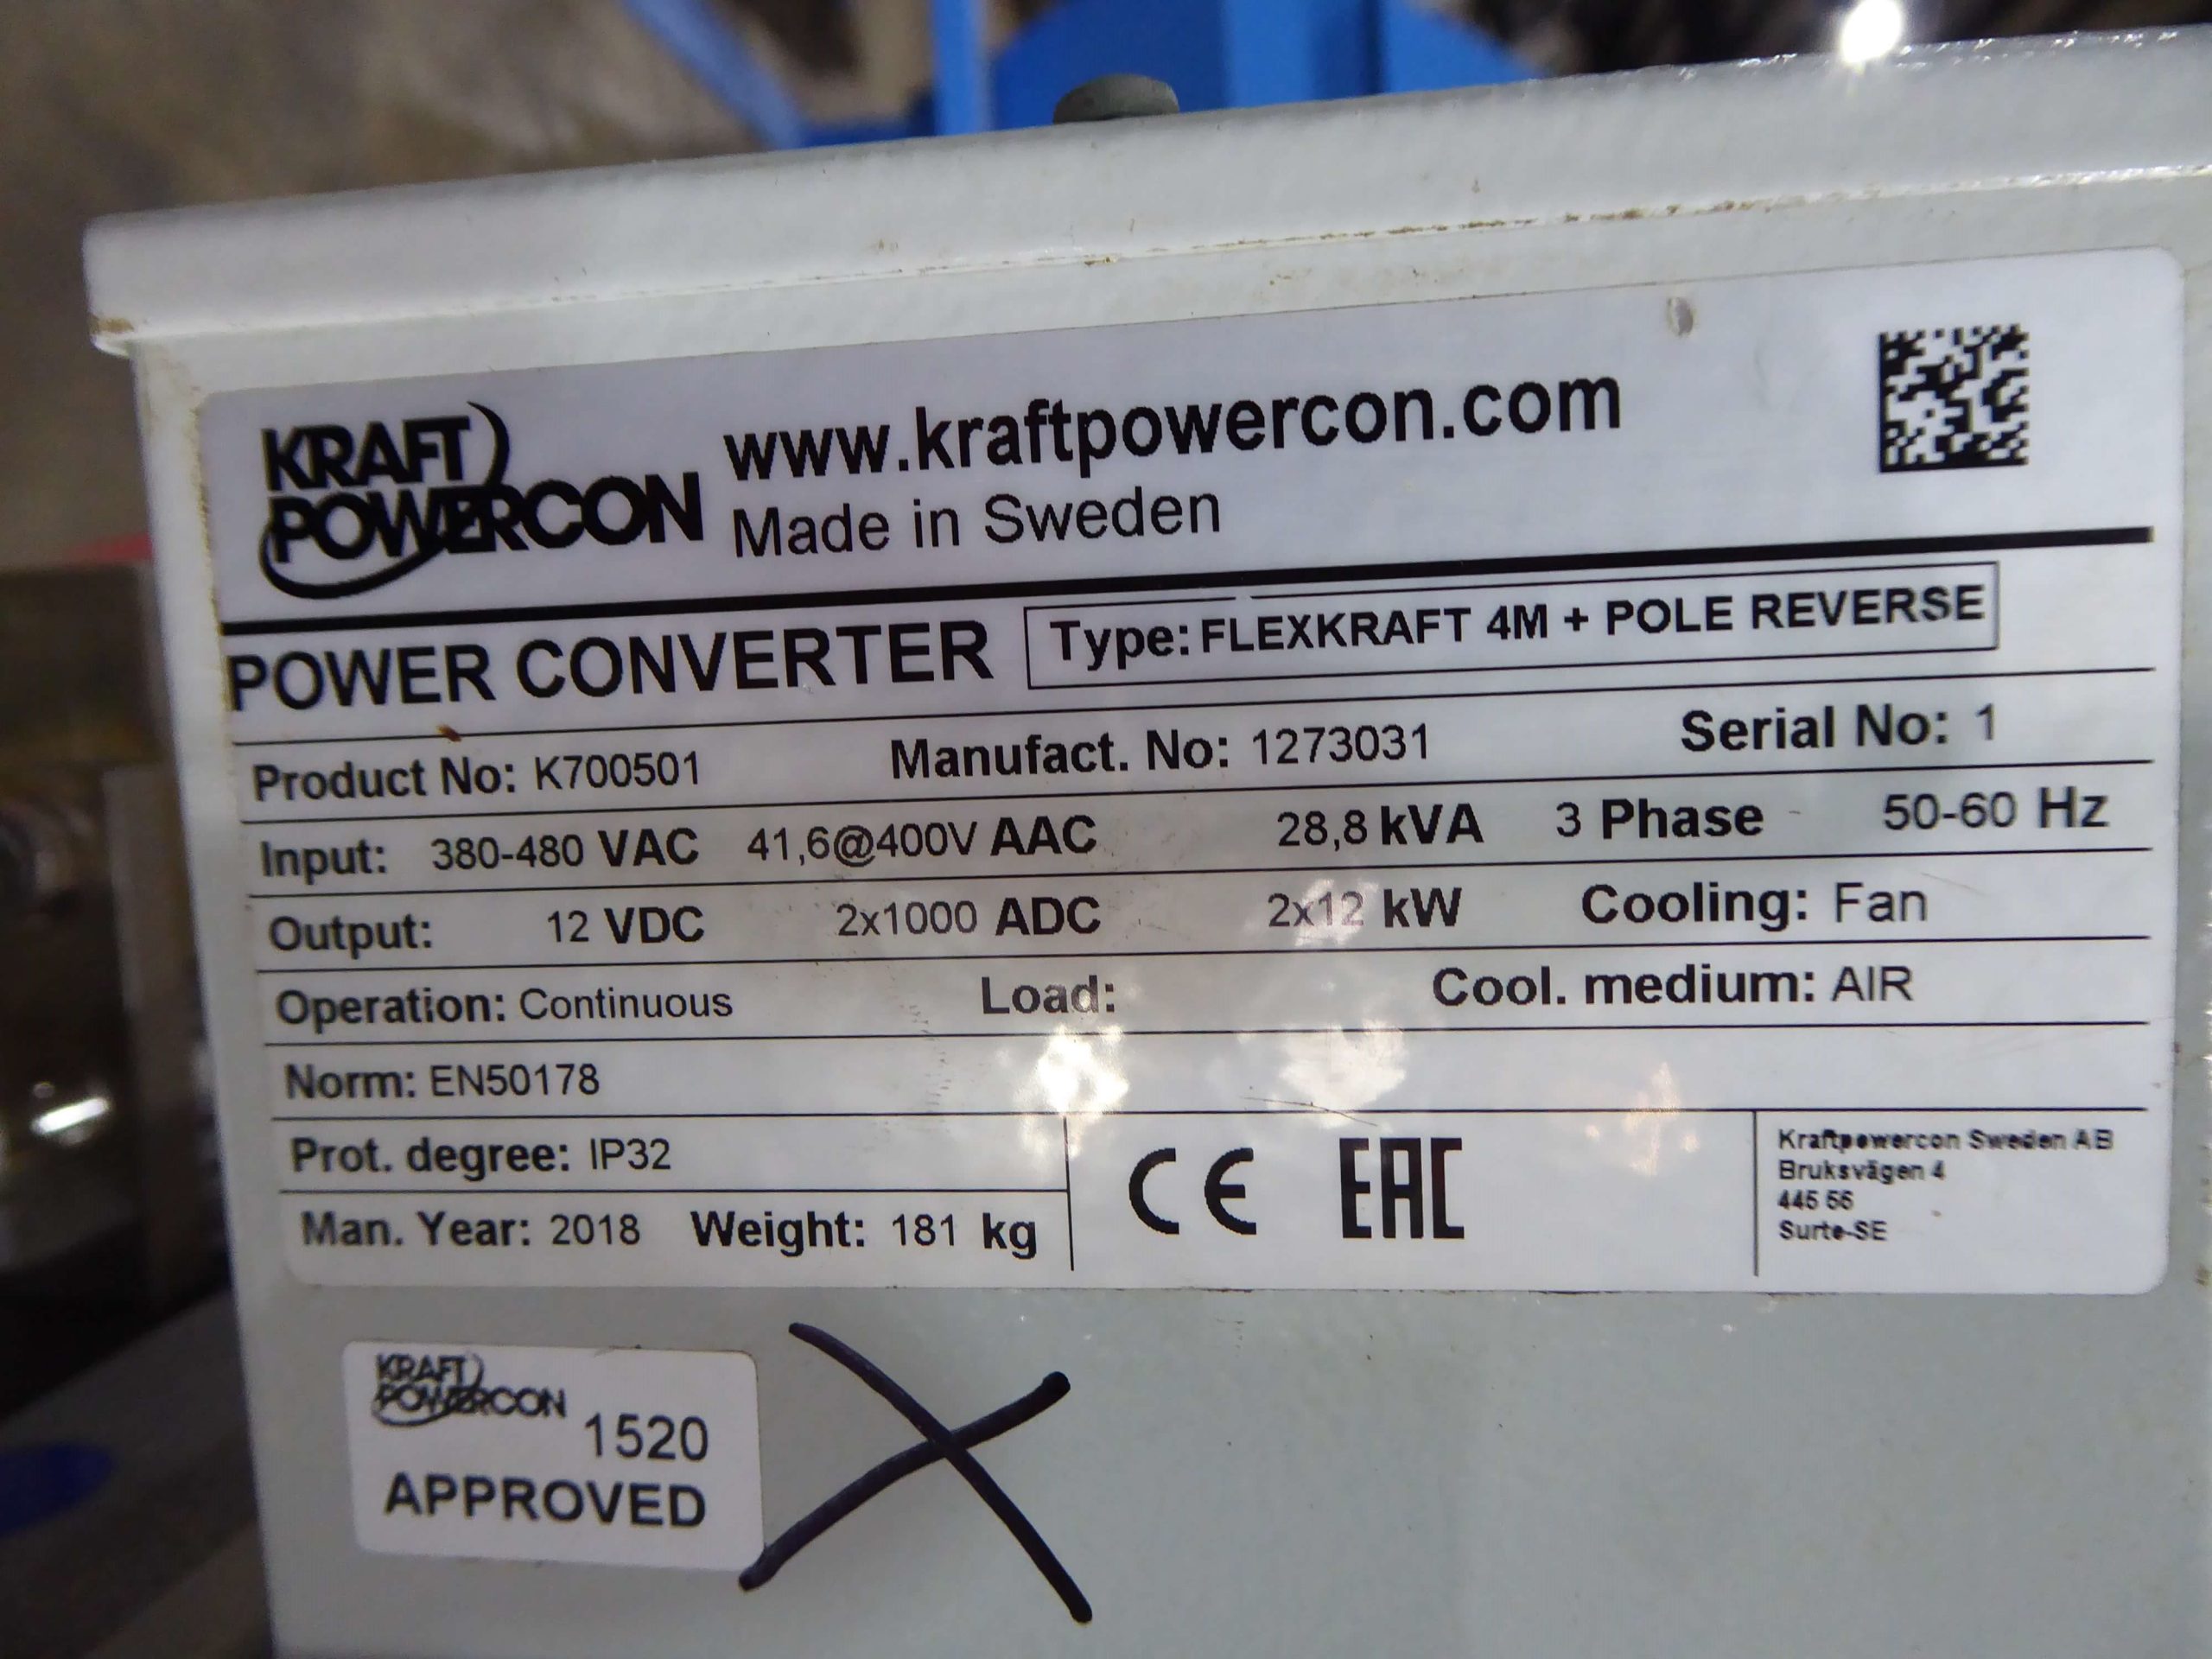 KRAFT
POWERCON
www.kraftpowercon.com
Made in Sweden
POWER CONVERTER Type: FLEXKRAFT 4M + POLE REVERSE
Product No: K700501 Manufact. No: 1273031 Serial No: 1
Input: 380-480 VAC 41,6@400V AAC 28,8 kVA 3 Phase 50-60 Hz
Output: 12 VDC 2x1000 ADC 2x12 kW Cooling: Fan
Operation: Continuous Load: Cool. medium: AIR
Norm: EN50178
Prot. degree: IP32
Man. Year: 2018 Weight: 181 kg
CE EAC
Kraftpowercon Sweden AB
Bruksvägen 4
445 56
Surte-SE
KRAFT
POWERCON 1520
APPROVED